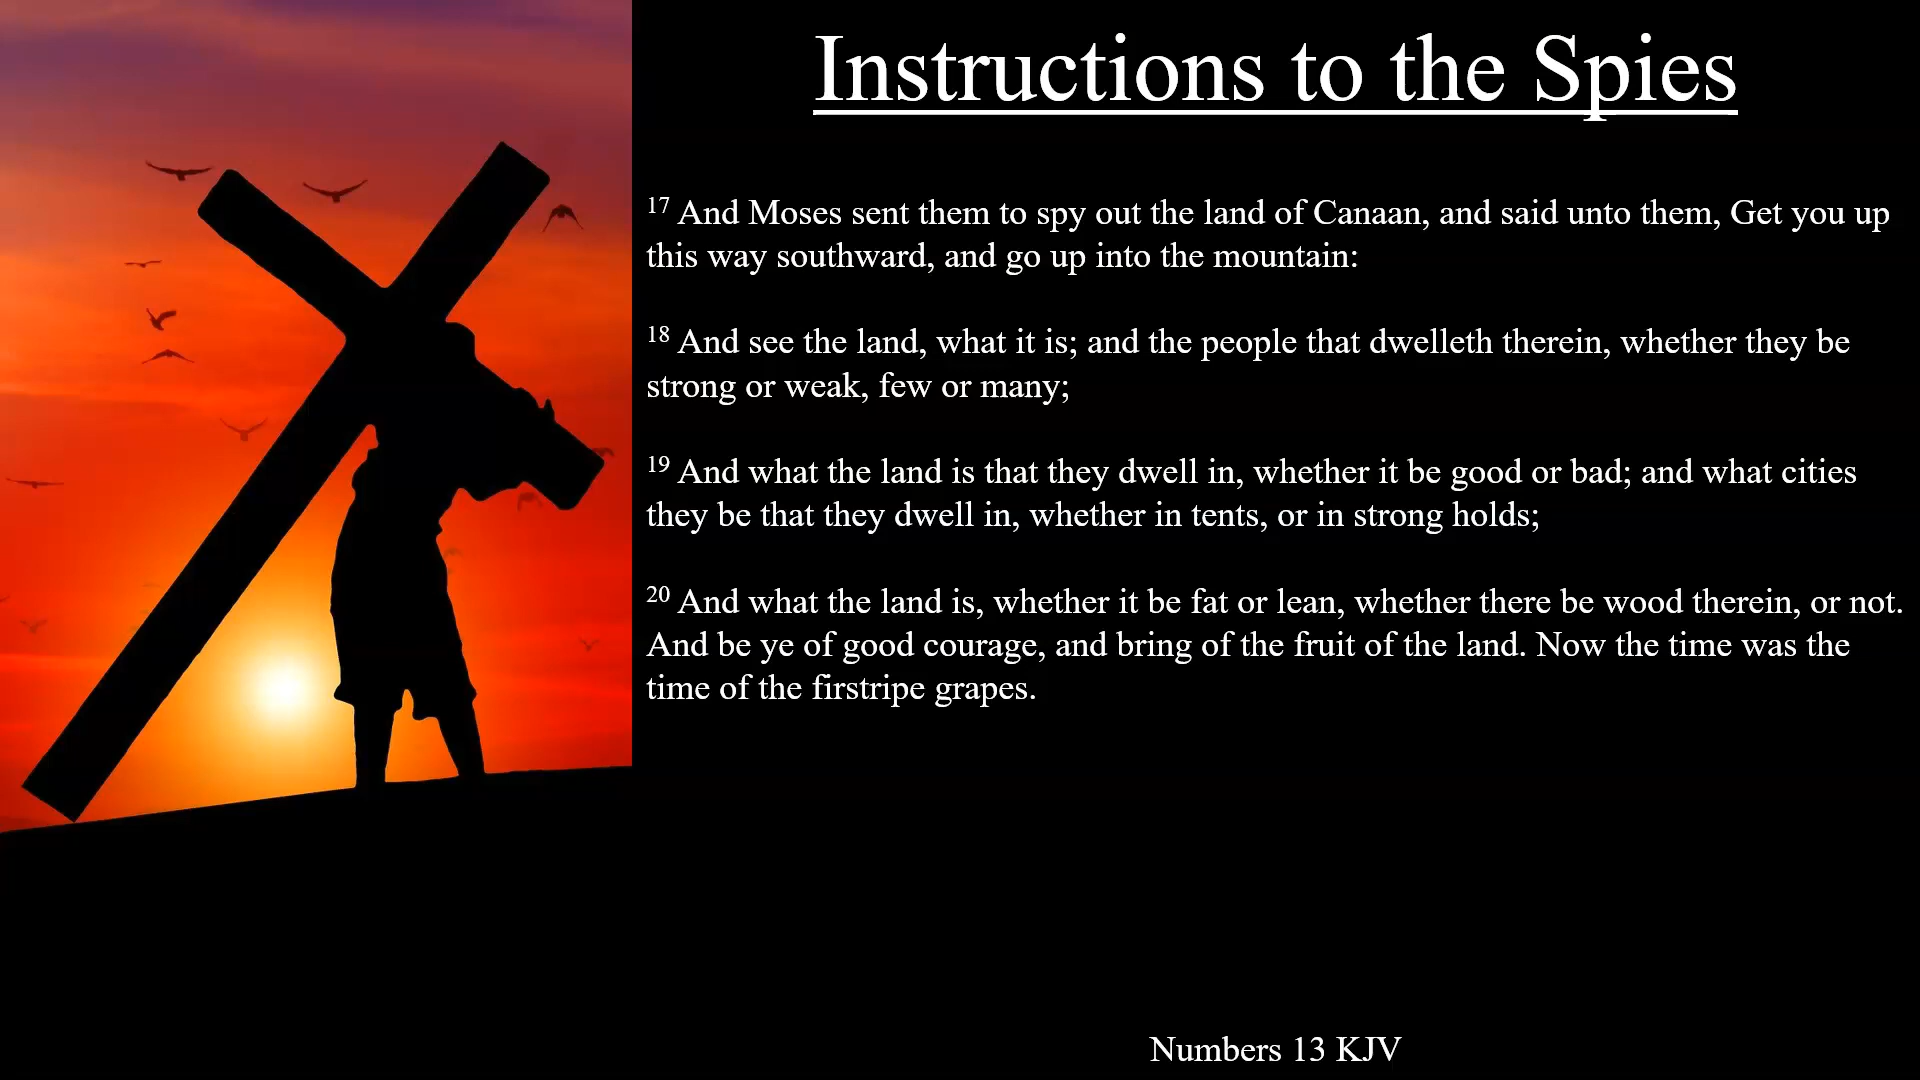 Instructions to the Spies
17 And Moses sent them to spy out the land of Canaan, and said unto them, Get you up
this way southward, and go up into the mountain:
18 And see the land, what it is; and the people that dwelleth therein, whether they be
strong or weak, few or many;
19 And what the land is that they dwell in, whether it be good or bad; and what cities
they be that they dwell in, whether in tents, or in strong holds;
20 And what the land is, whether it be fat or lean, whether there be wood therein, or not.
And be ye of good courage, and bring of the fruit of the land. Now the time was the
time of the firstripe grapes.
Numbers 13 KJV